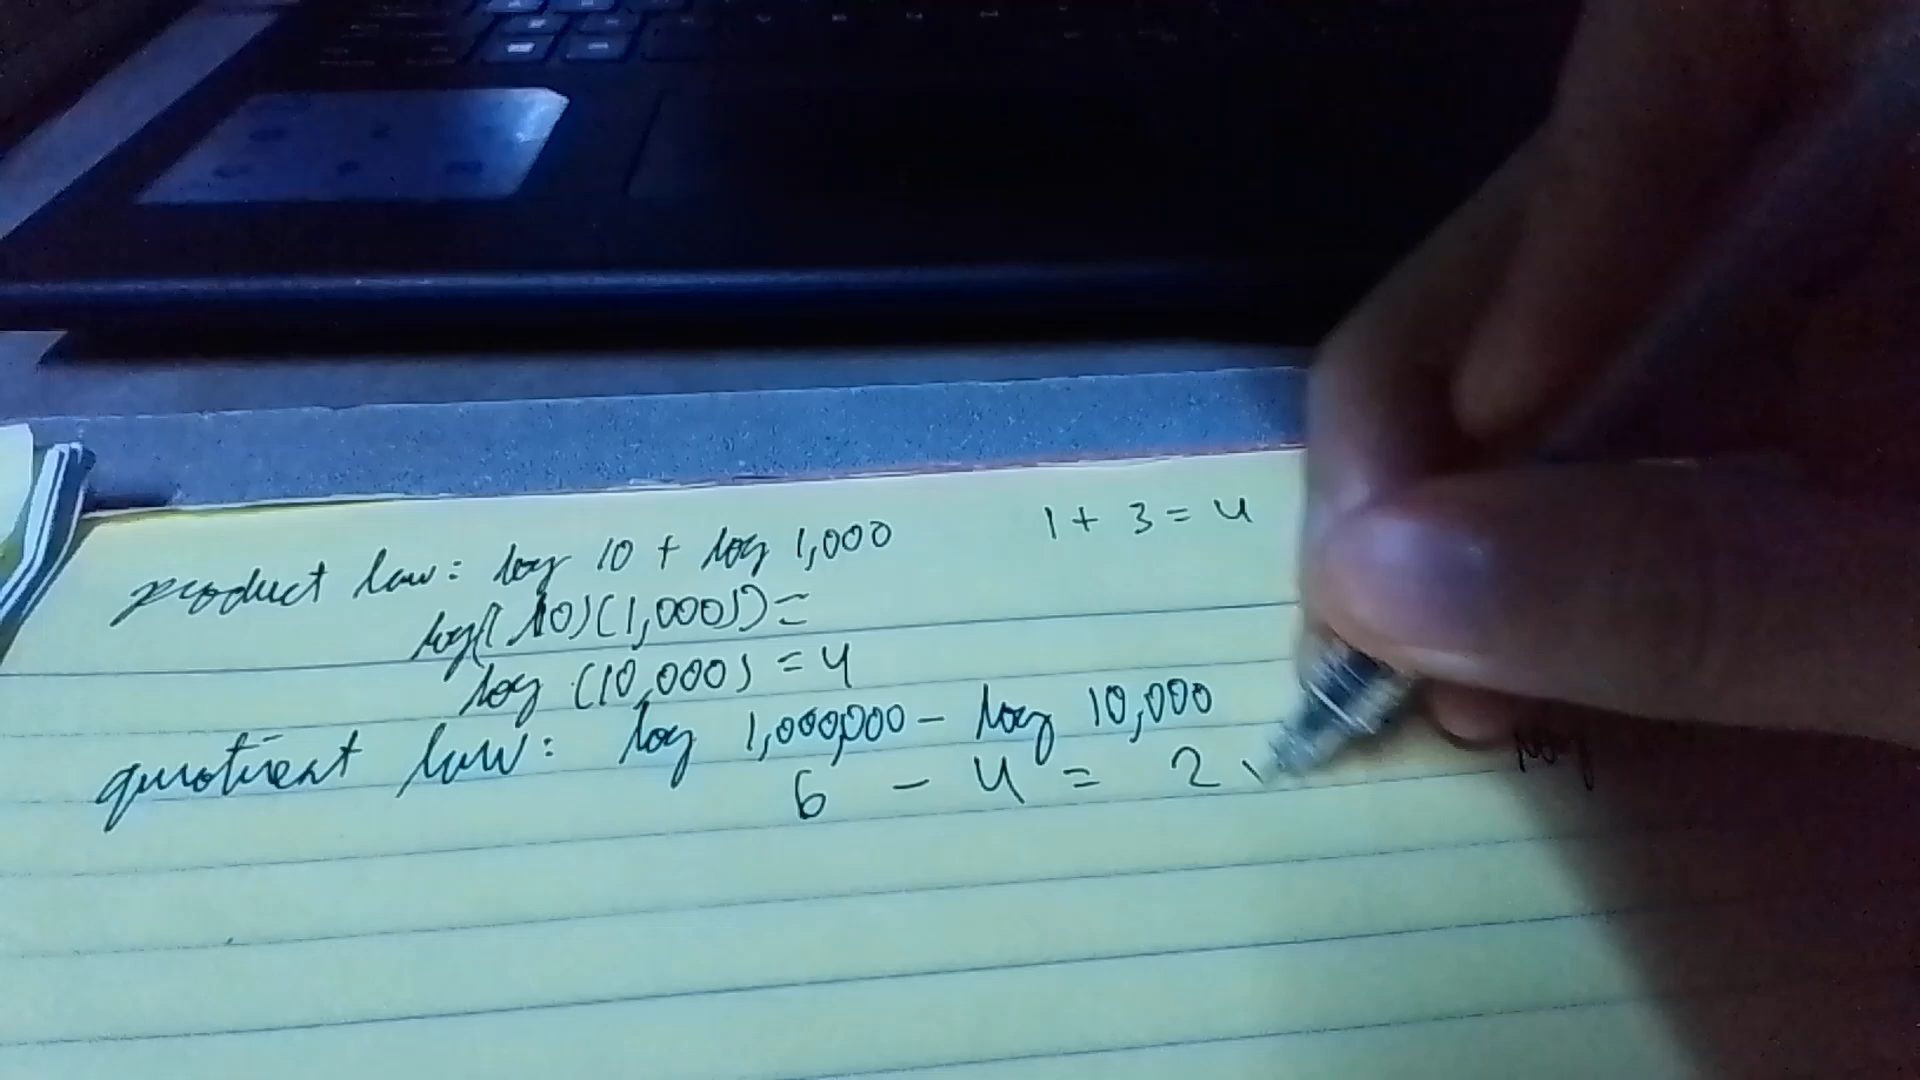 product law: log 10 + log 1,000 1 + 3 = 4
log((10)(1,000)) =
log (10,000) = 4
quotient law: log 1,000,000 - log 10,000
6 - 4 = 2